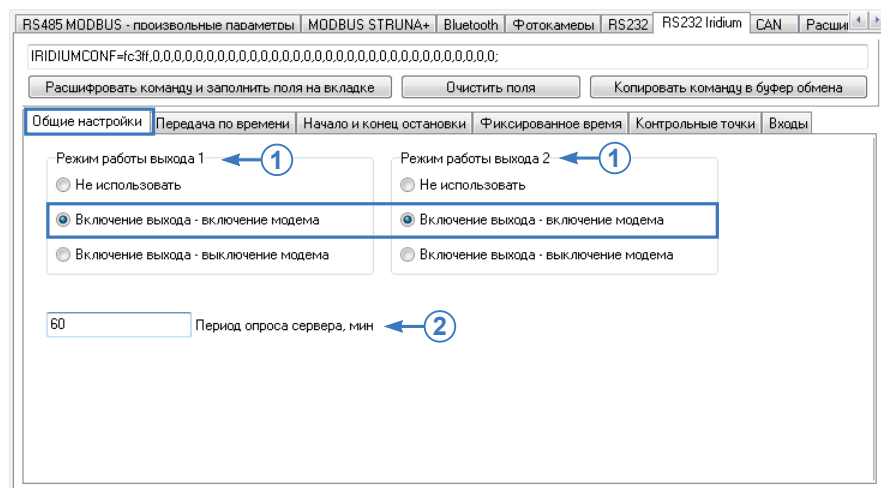 RS485 MODBUS - произвольные параметры MODBUS STRUNA+ Bluetooth Фотокамеры RS232 RS232 Iridium CAN
IRIDIUMCONF=fc3ff,0,0,0,0,0,0,0,0,0,0,0,0,0,0,0,0,0,0,0,0,0,0,0,0,0,0,0,0,0,0,0,0;
Расшифровать команду и заполнить поля на вкладке Очистить поля Копировать команду в буфер обмена
Общие настройки Передача по времени Начало и конец остановки Фиксированное время Контрольные точки Входы
Режим работы выхода 1 1 Режим работы выхода 2 1
Не использовать Не использовать
Включение выхода - включение модема Включение выхода - включение модема
Включение выхода - выключение модема Включение выхода - выключение модема
60 Период опроса сервера, мин 2